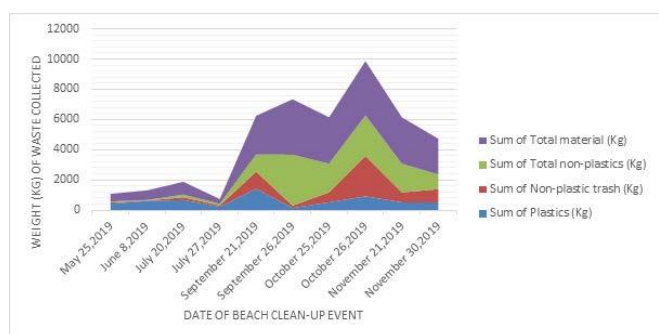 12000
10000
8000
6000
4000
2000
0
WEIGHT (KG) OF WASTE COLLECTED
May 25,2019
June 8,2019
July 20,2019
July 27,2019
September 21,2019
September 26,2019
October 25,2019
October 26,2019
November 21,2019
November 30,2019
DATE OF BEACH CLEAN-UP EVENT
Sum of Total material (Kg)
Sum of Total non-plastics (Kg)
Sum of Non-plastic trash (Kg)
Sum of Plastics (Kg)